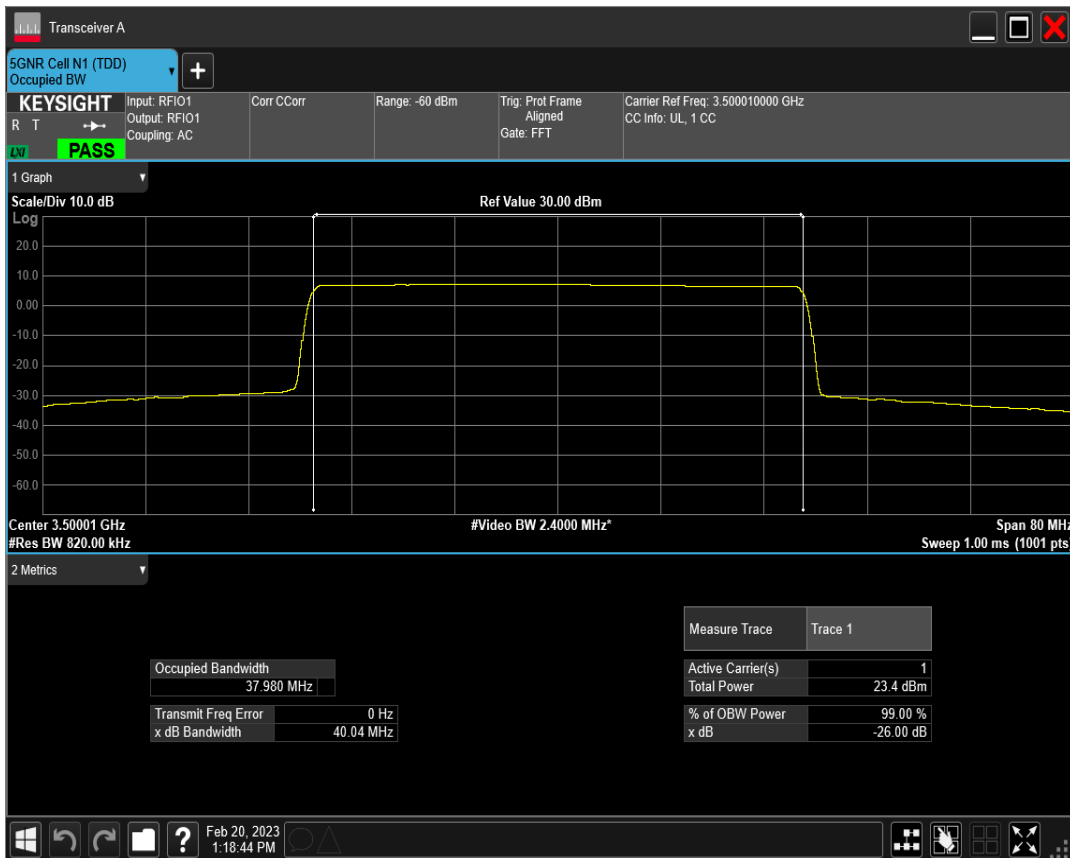 Transceiver A
5GNR Cell N1 (TDD)
Occupied BW
KEYSIGHT
R T
LXI
PASS
Input: RFIO1
Output: RFIO1
Coupling: AC
Corr CCorr
Range: -60 dBm
Trig: Prot Frame
Aligned
Gate: FFT
Carrier Ref Freq: 3.500010000 GHz
CC Info: UL, 1 CC
1 Graph
Scale/Div 10.0 dB
Ref Value 30.00 dBm
Log
20.0
10.0
0.00
-10.0
-20.0
-30.0
-40.0
-50.0
-60.0
Center 3.50001 GHz
#Video BW 2.4000 MHz*
Span 80 MHz
#Res BW 820.00 kHz
Sweep 1.00 ms (1001 pts)
2 Metrics
Measure Trace Trace 1
Occupied Bandwidth
37.980 MHz
Active Carrier(s) 1
Total Power 23.4 dBm
Transmit Freq Error 0 Hz
x dB Bandwidth 40.04 MHz
% of OBW Power 99.00 %
x dB -26.00 dB
?
Feb 20, 2023
1:18:44 PM